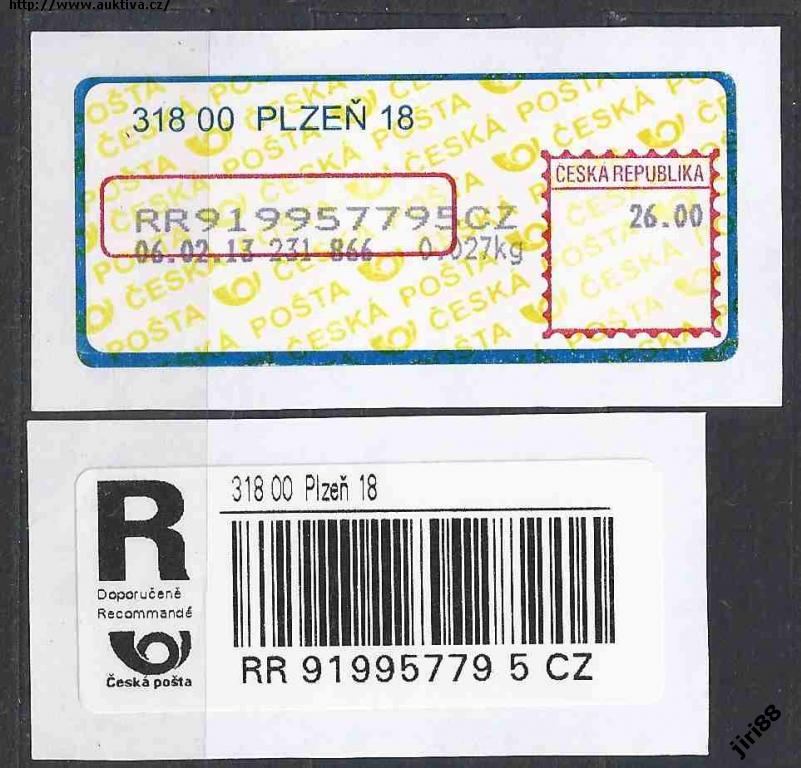 http://www.auktiva.cz/
318 00 PLZEŇ 18
ČESKÁ REPUBLIKA
26.00
RR919957795CZ
06.02.13 231 866 0,027kg
R
318 00 Plzeň 18
Doporučeně
Recommandé
Česká pošta
RR 91995779 5 CZ
jiri88